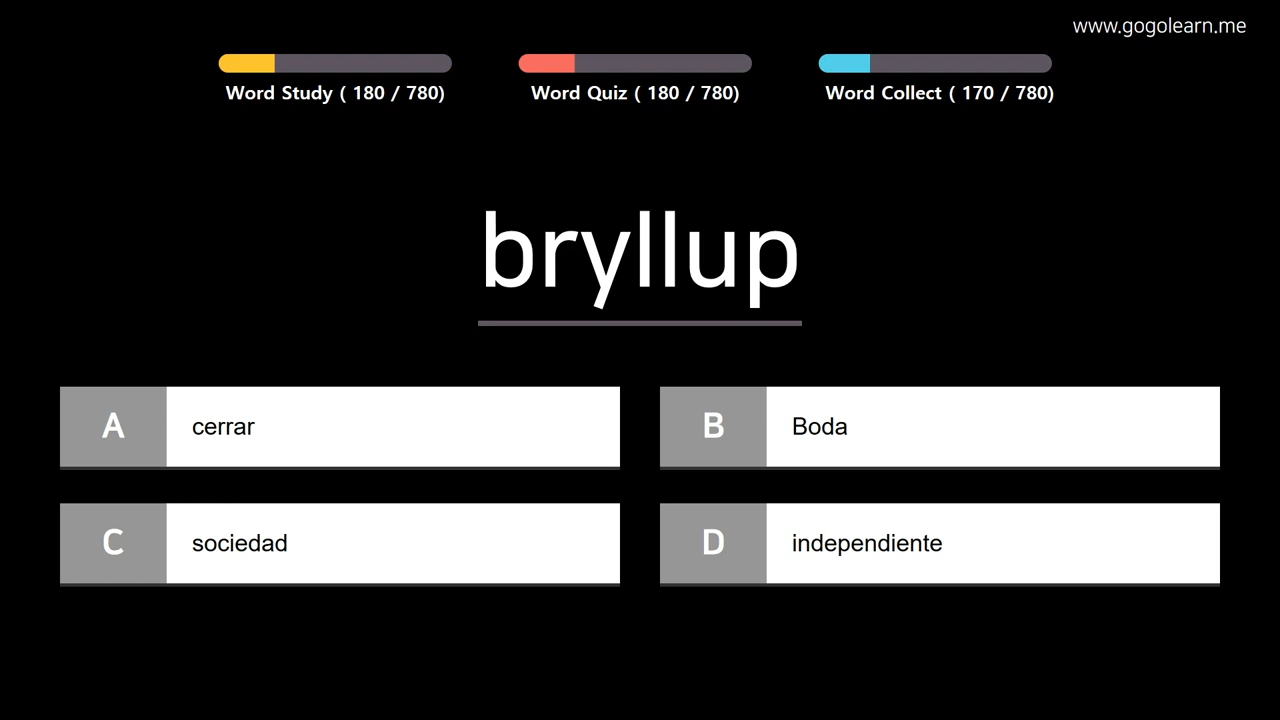 www.gogolearn.me
Word Study ( 180 / 780)
Word Quiz ( 180 / 780)
Word Collect ( 170 / 780)
bryllup
A cerrar
B Boda
C sociedad
D independiente